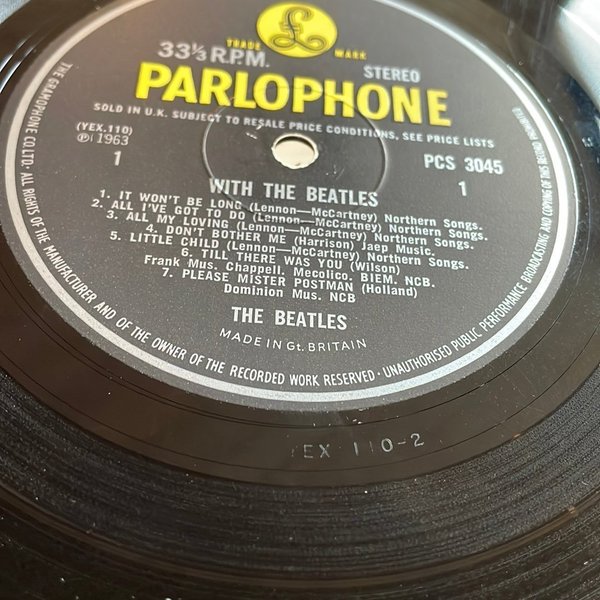 TRADE MARK
33⅓ R.P.M.
STEREO
PARLOPHONE
SOLD IN U.K. SUBJECT TO RESALE PRICE CONDITIONS, SEE PRICE LISTS
(YEX.110)
℗ 1963
1
PCS 3045
1
WITH THE BEATLES
1. IT WON'T BE LONG (Lennon—McCartney) Northern Songs.
2. ALL I'VE GOT TO DO (Lennon—McCartney) Northern Songs.
3. ALL MY LOVING (Lennon—McCartney) Northern Songs.
4. DON'T BOTHER ME (Harrison) Jaep Music.
5. LITTLE CHILD (Lennon—McCartney) Northern Songs.
6. TILL THERE WAS YOU (Wilson)
Frank Mus. Chappell, Mecolico, BIEM. NCB.
7. PLEASE MISTER POSTMAN (Holland)
Dominion Mus. NCB
THE BEATLES
MADE IN Gt. BRITAIN
THE GRAMOPHONE CO. LTD. ALL RIGHTS OF THE MANUFACTURER AND OF THE OWNER OF THE RECORDED WORK RESERVED · UNAUTHORISED PUBLIC PERFORMANCE BROADCASTING AND COPYING OF THIS RECORD PROHIBITED
YEX 110-2